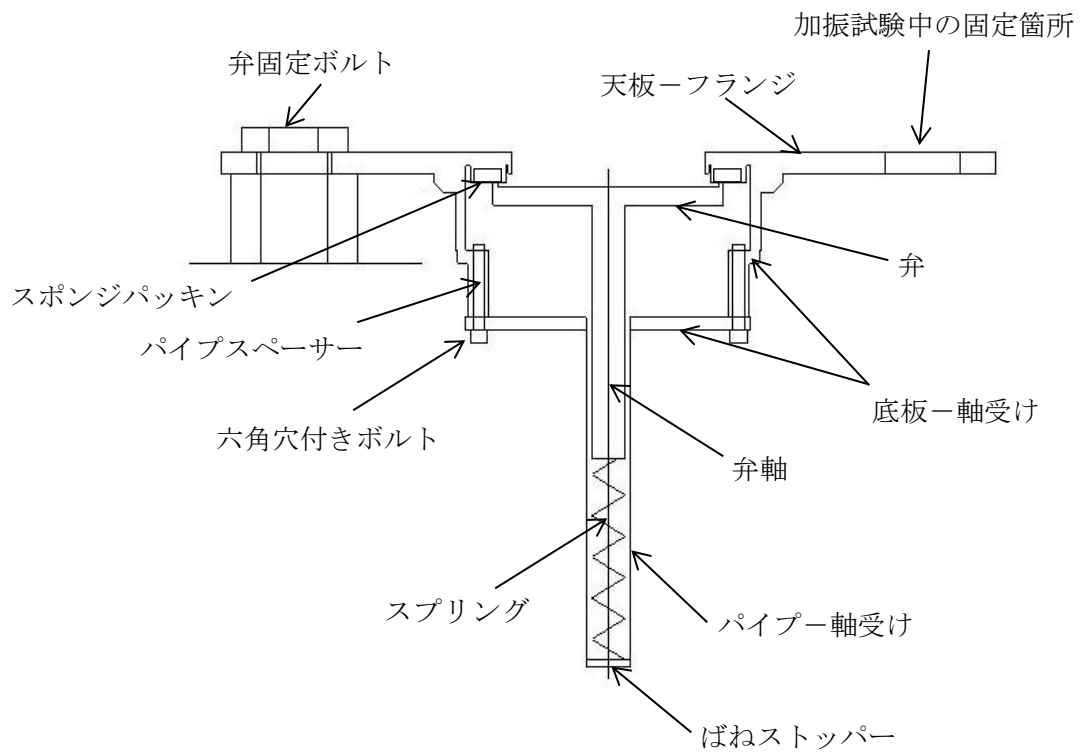 加振試験中の固定箇所
弁固定ボルト
天板－フランジ
弁
スポンジパッキン
パイプスペーサー
底板－軸受け
六角穴付きボルト
弁軸
スプリング
パイプ－軸受け
ばねストッパー